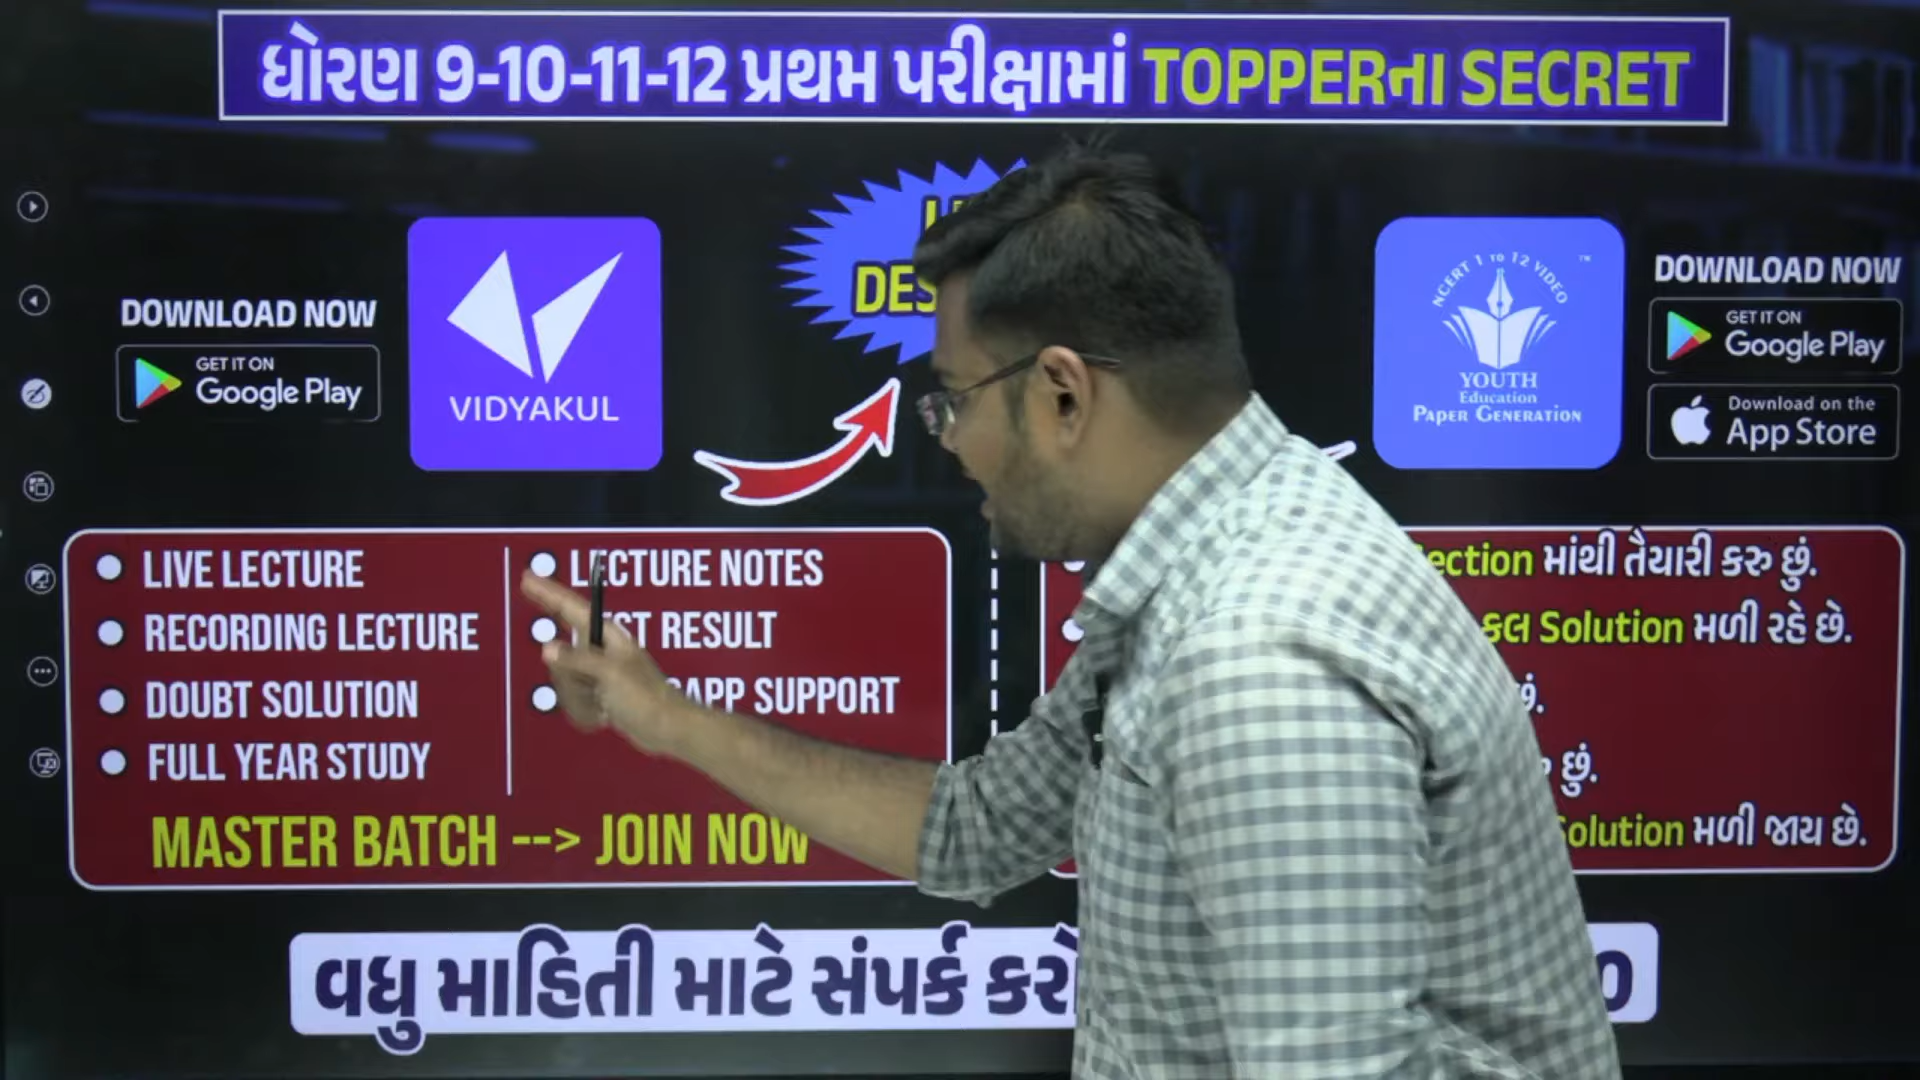 ધોરણ 9-10-11-12 પ્રથમ પરીક્ષામાં TOPPERના SECRET
DOWNLOAD NOW
GET IT ON
Google Play
VIDYAKUL
NCERT 1 TO 12 VIDEO
TM
YOUTH
Education
PAPER GENERATION
DOWNLOAD NOW
GET IT ON
Google Play
Download on the
App Store
LIVE LECTURE
RECORDING LECTURE
DOUBT SOLUTION
FULL YEAR STUDY
LECTURE NOTES
RESULT
SUPPORT
MASTER BATCH --> JOIN NOW
માંથી તૈયારી કરુ છું.
Solution મળી રહે છે.
છું.
છું.
Solution મળી જાય છે.
વધુ માહિતી માટે સંપર્ક કરો